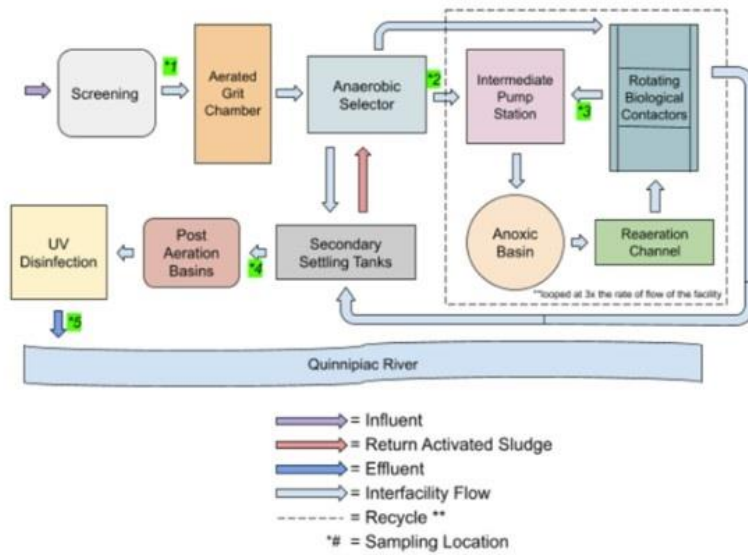 *1
*2
Screening
Aerated
Grit
Chamber
Anaerobic
Selector
Intermediate
Pump
Station
*3
Rotating
Biological
Contactors
UV
Disinfection
Post
Aeration
Basins
*4
Secondary
Settling Tanks
Anoxic
Basin
Reaeration
Channel
**looped at 3x the rate of flow of the facility
*5
Quinnipiac River
= Influent
= Return Activated Sludge
= Effluent
= Interfacility Flow
= Recycle **
*# = Sampling Location